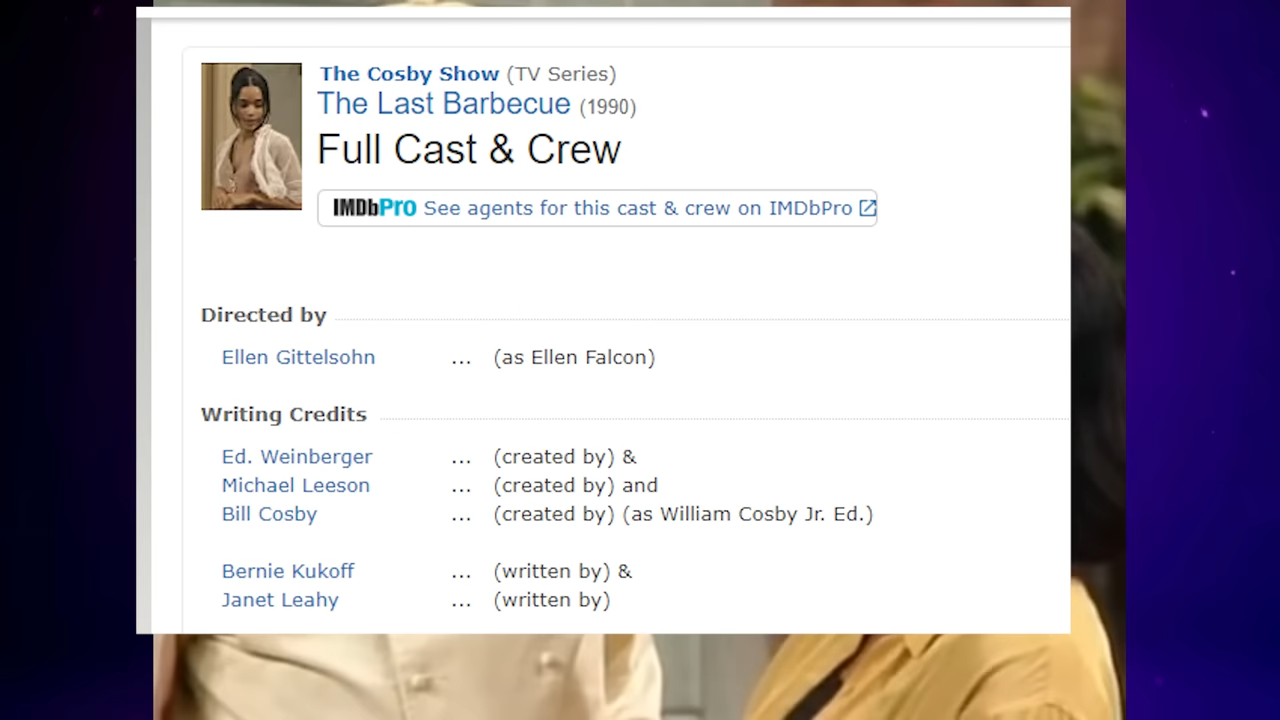 The Cosby Show (TV Series)
The Last Barbecue (1990)
Full Cast & Crew
IMDbPro See agents for this cast & crew on IMDbPro
Directed by
Ellen Gittelsohn ... (as Ellen Falcon)
Writing Credits
Ed. Weinberger ... (created by) &
Michael Leeson ... (created by) and
Bill Cosby ... (created by) (as William Cosby Jr. Ed.)
Bernie Kukoff ... (written by) &
Janet Leahy ... (written by)